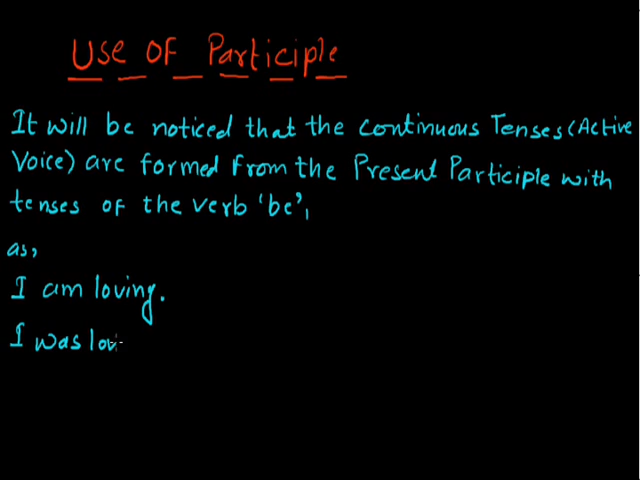 Use Of Participle
It will be noticed that the continuous Tenses (Active
Voice) are formed from the Present Participle with
tenses of the verb 'be',
as,
I am loving.
I was lovi